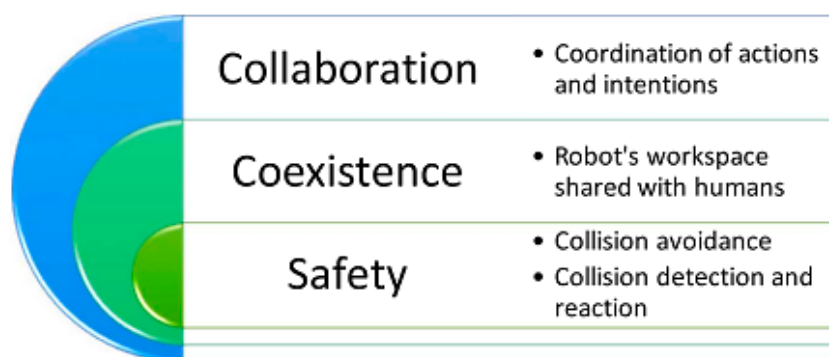 Collaboration
• Coordination of actions
and intentions
Coexistence
• Robot's workspace
shared with humans
Safety
• Collision avoidance
• Collision detection and
reaction